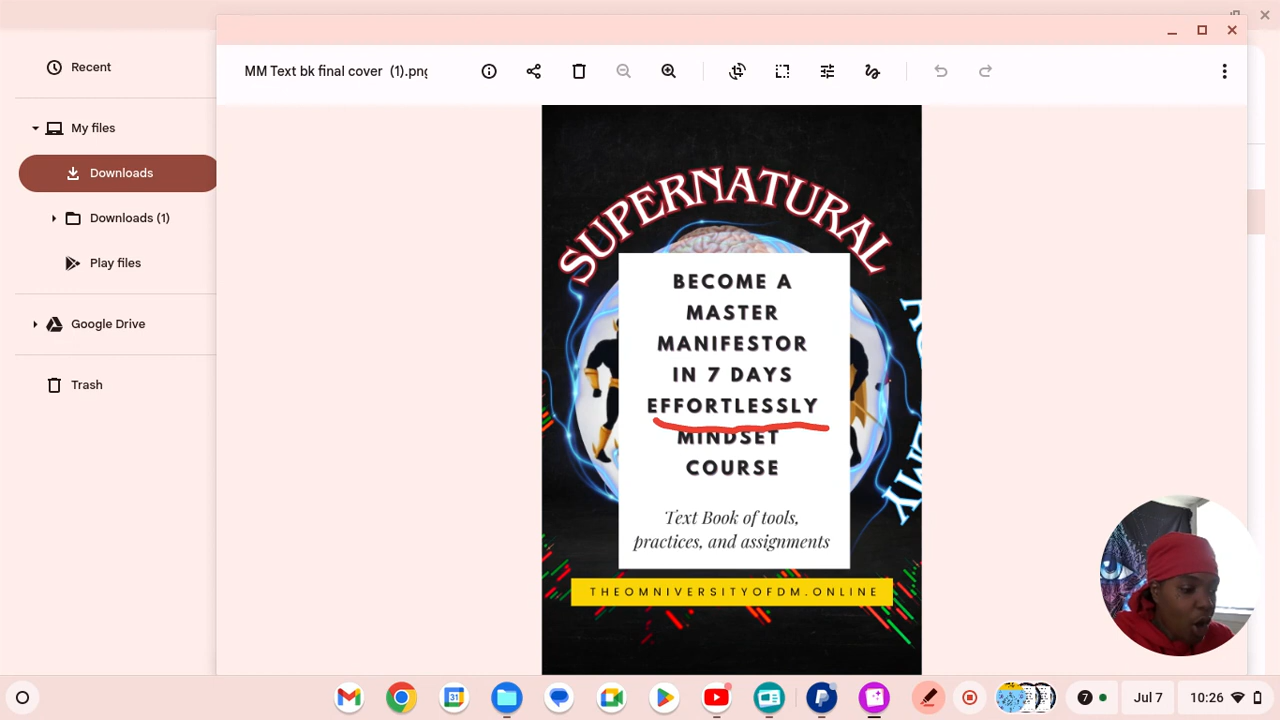 MM Text bk final cover (1).png
Recent
My files
Downloads
Downloads (1)
Play files
Google Drive
Trash
SUPERNATURAL
BECOME A
MASTER
MANIFESTOR
IN 7 DAYS
EFFORTLESSLY
MINDSET
COURSE
Text Book of tools,
practices, and assignments
THEOMNIVERSITYOFDM.ONLINE
31
7
Jul 7
10:26